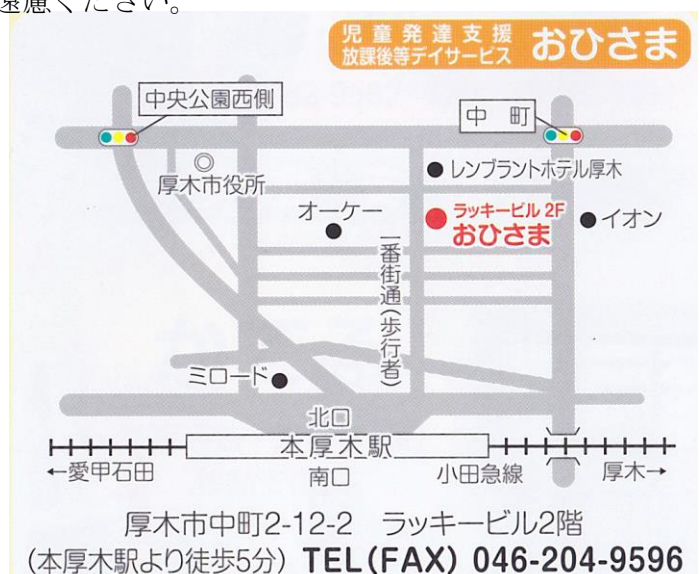 遠慮ください。
児童発達支援
放課後等デイサービス
おひさま
中央公園西側
中 町
厚木市役所
レンブラントホテル厚木
オーケー
ラッキービル 2F
おひさま
イオン
一番街通(歩行者)
ミロード
北口
本厚木駅
←愛甲石田
南口
小田急線
厚木→
厚木市中町2-12-2 ラッキービル2階
(本厚木駅より徒歩5分) TEL(FAX) 046-204-9596